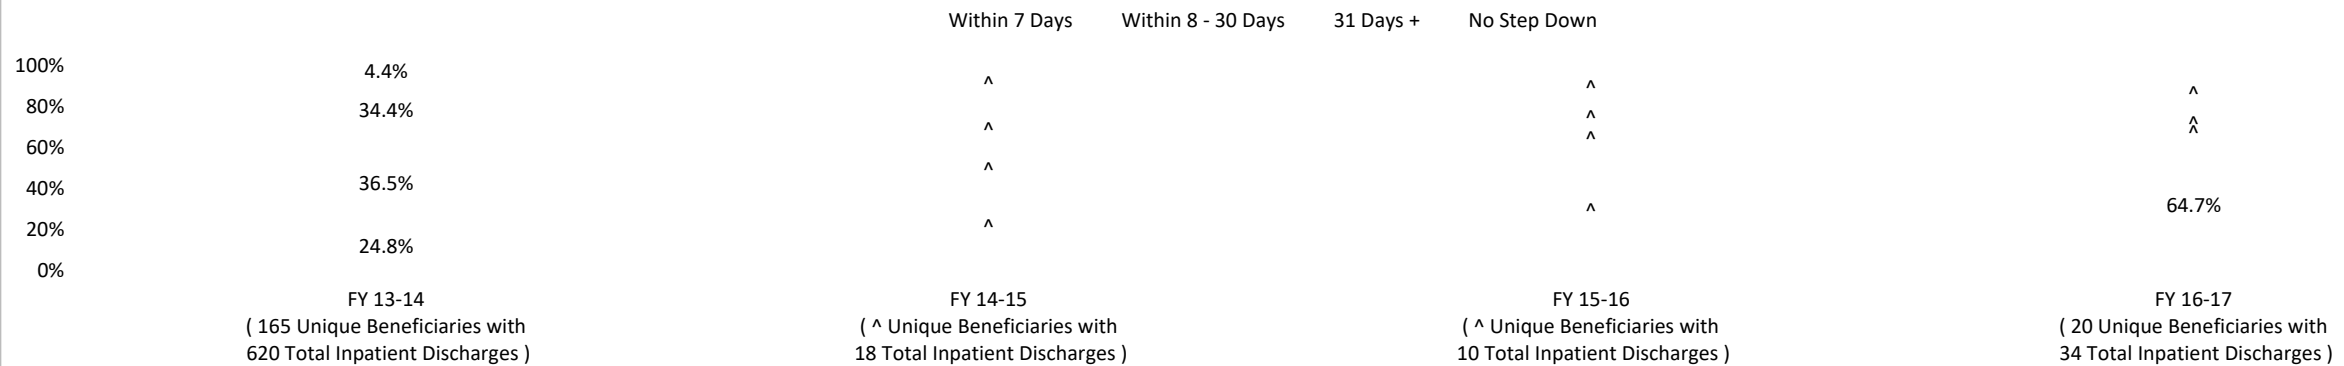 Within 7 Days Within 8 - 30 Days 31 Days + No Step Down
100%
80%
60%
40%
20%
0%
4.4%
34.4%
36.5%
24.8%
^
^
^
^
^
^
^
^
^
^
^
64.7%
FY 13-14
( 165 Unique Beneficiaries with
620 Total Inpatient Discharges )
FY 14-15
( ^ Unique Beneficiaries with
18 Total Inpatient Discharges )
FY 15-16
( ^ Unique Beneficiaries with
10 Total Inpatient Discharges )
FY 16-17
( 20 Unique Beneficiaries with
34 Total Inpatient Discharges )